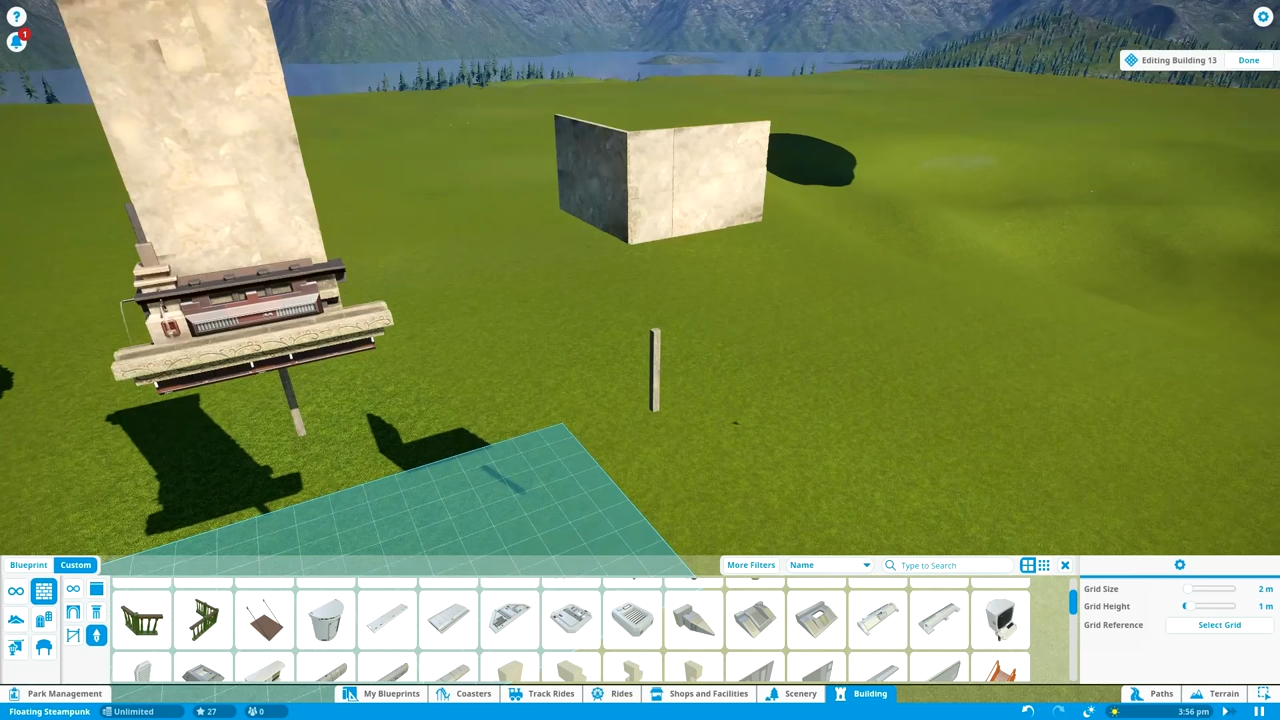 ?
1
Editing Building 13 Done
Blueprint Custom
More Filters Name Type to Search
Grid Size 2 m
Grid Height 1 m
Grid Reference Select Grid
Park Management My Blueprints Coasters Track Rides Rides Shops and Facilities Scenery Building Paths Terrain
Floating Steampunk Unlimited 27 0 3:56 pm